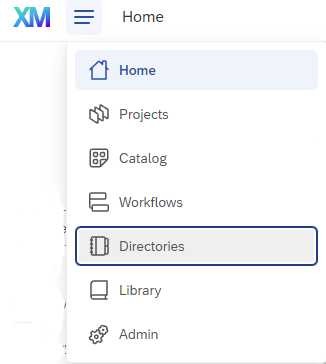 XM Home
Home
Projects
Catalog
Workflows
Directories
Library
Admin